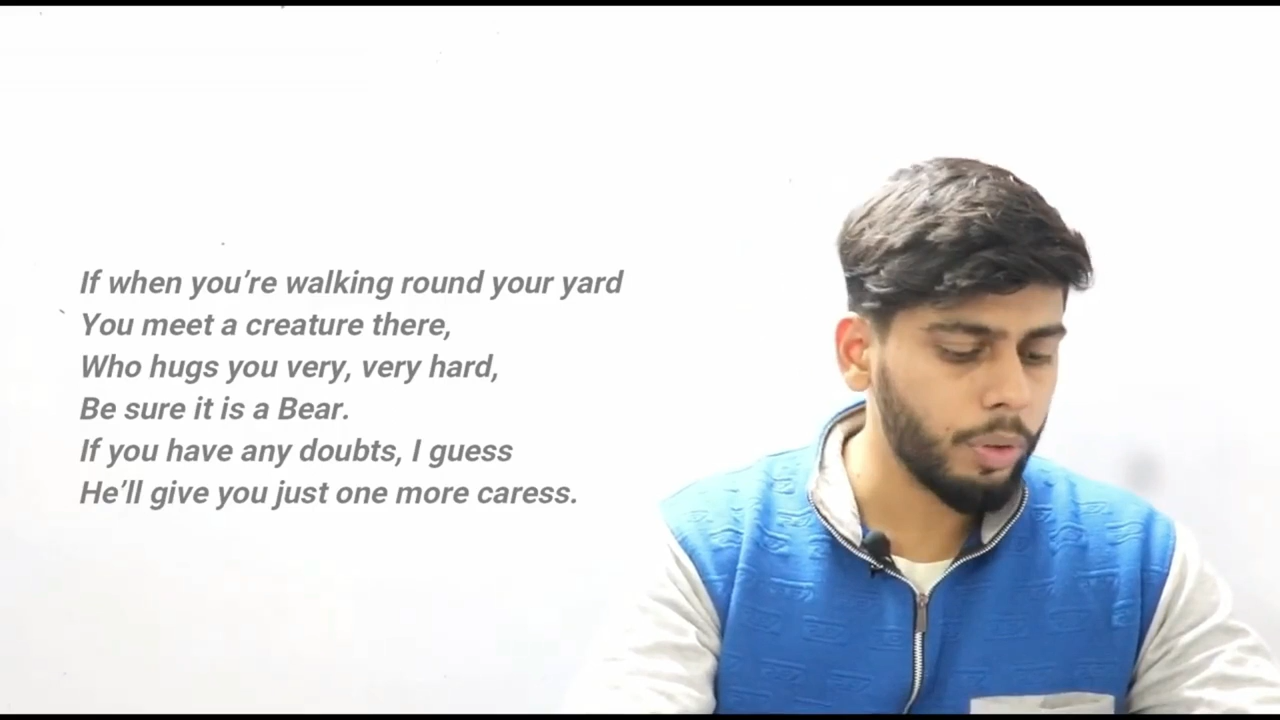 If when you’re walking round your yard
You meet a creature there,
Who hugs you very, very hard,
Be sure it is a Bear.
If you have any doubts, I guess
He’ll give you just one more caress.